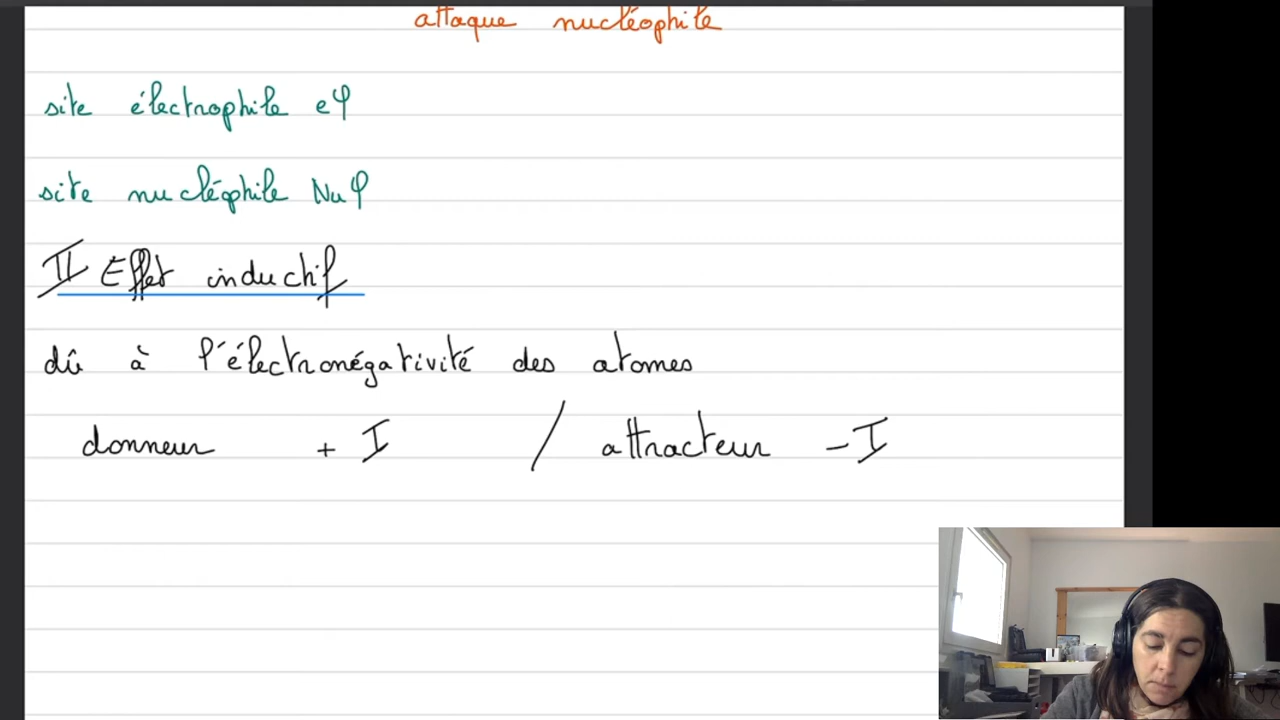 attaque nucléophile
site électrophile eφ
site nucléophile Nuφ
II Effet inductif
dû à l'électronégativité des atomes
donneur + I / attracteur - I